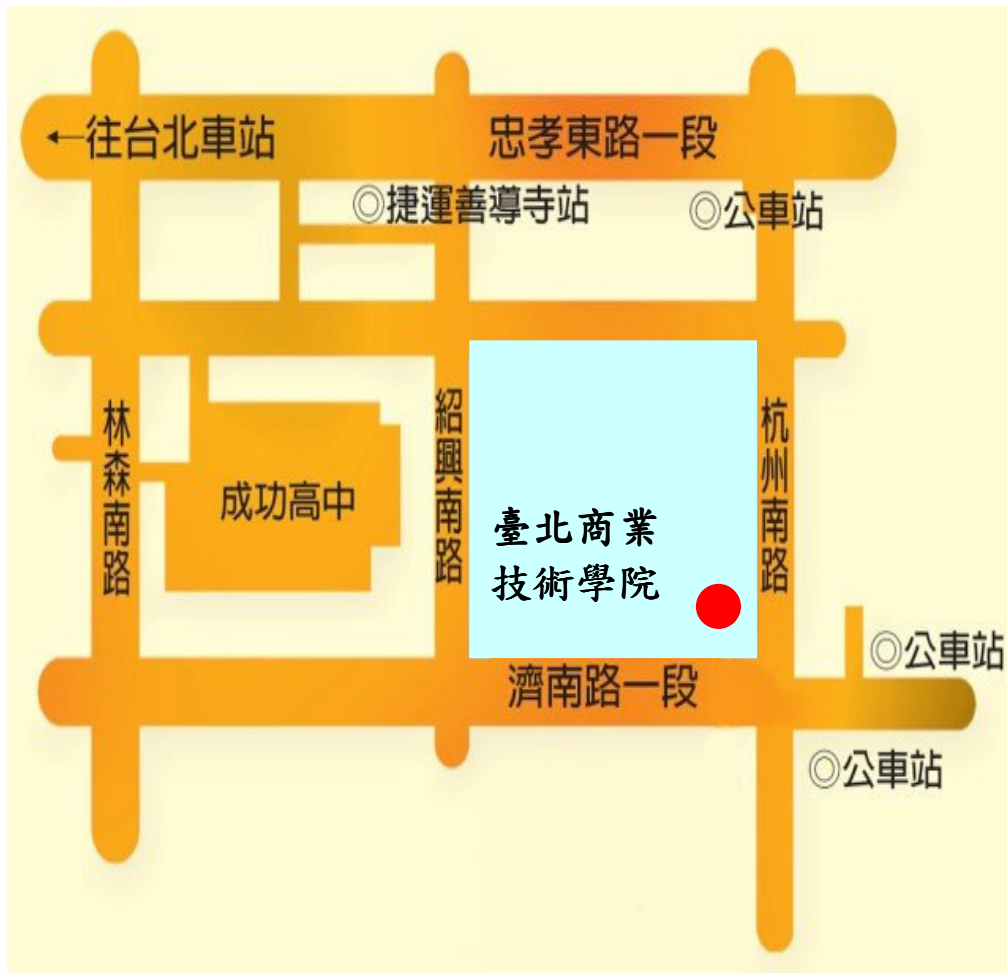 ←往台北車站
忠孝東路一段
◎捷運善導寺站
◎公車站
林森南路
紹興南路
杭州南路
成功高中
臺北商業
技術學院
◎公車站
濟南路一段
◎公車站